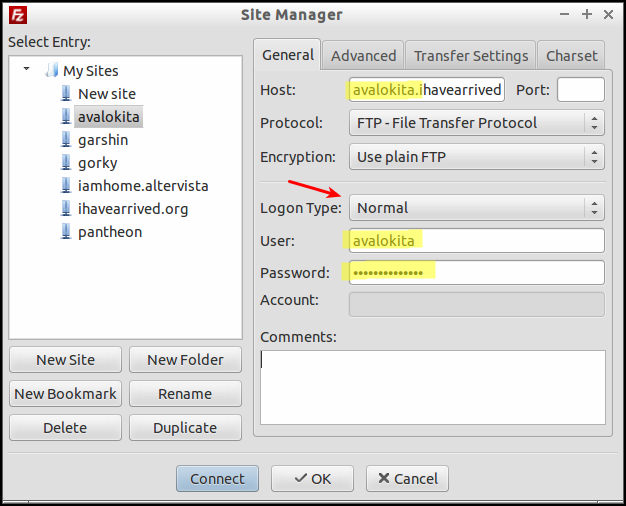 Site Manager
Select Entry:
My Sites
New site
avalokita
garshin
gorky
iamhome.altervista
ihavearrived.org
pantheon
New Site New Folder
New Bookmark Rename
Delete Duplicate
General Advanced Transfer Settings Charset
Host: avalokita.ihavearrived Port:
Protocol: FTP - File Transfer Protocol
Encryption: Use plain FTP
Logon Type: Normal
User: avalokita
Password: ••••••••••••••
Account:
Comments:
Connect OK Cancel